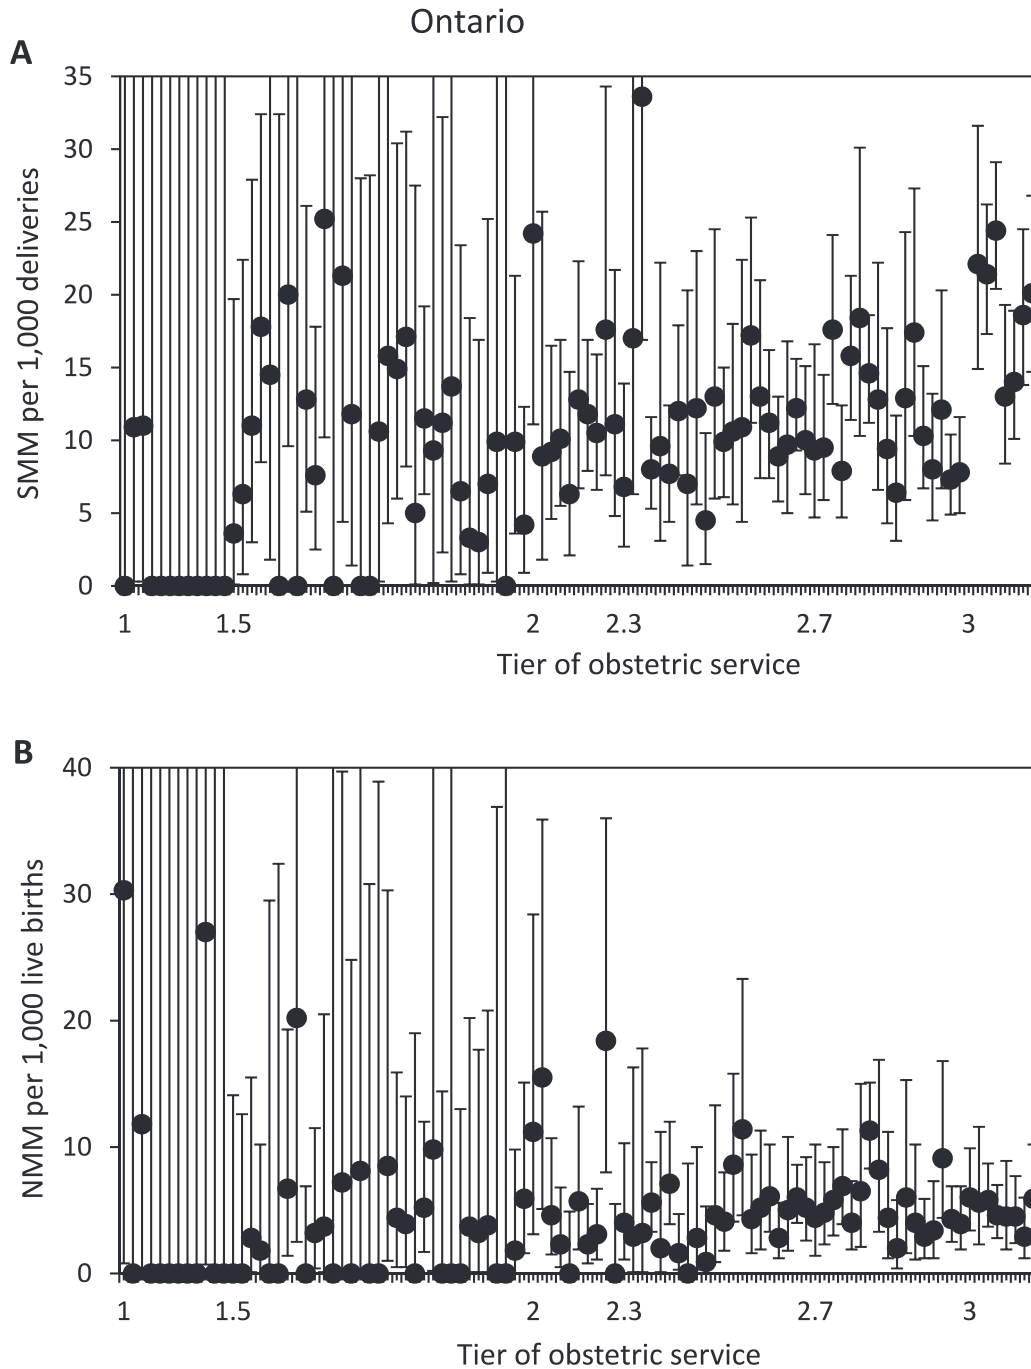 Ontario
A
SMM per 1,000 deliveries
35
30
25
20
15
10
5
0
1 1.5 2 2.3 2.7 3
Tier of obstetric service
B
NMM per 1,000 live births
40
30
20
10
0
1 1.5 2 2.3 2.7 3
Tier of obstetric service